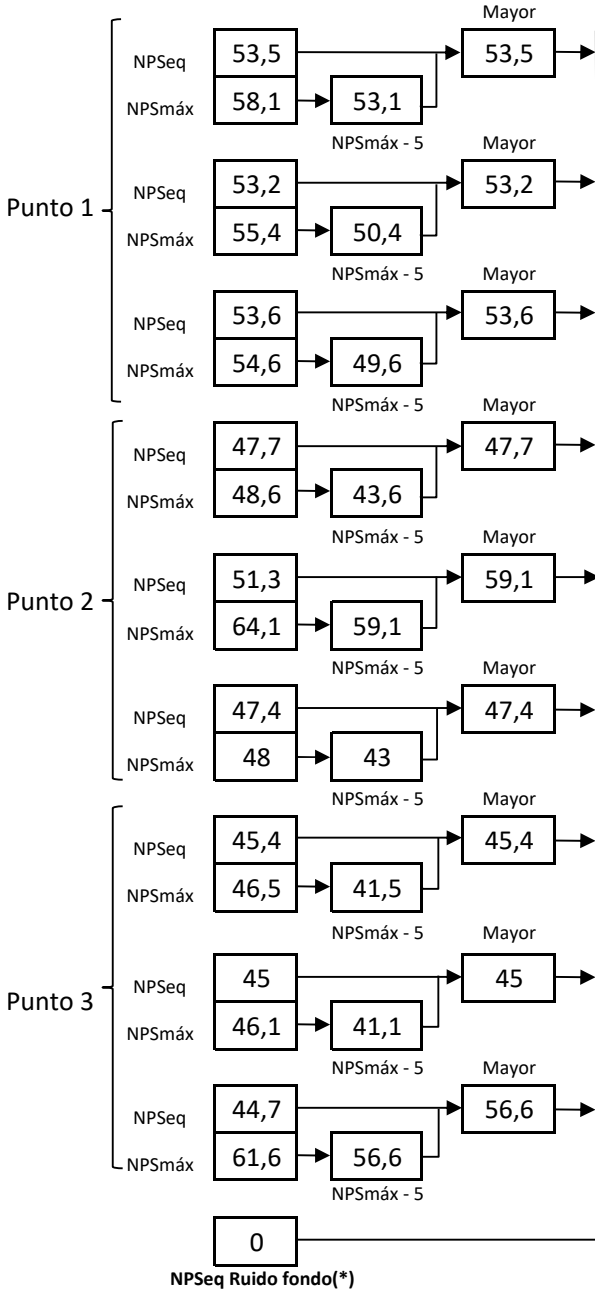 Mayor
NPSeq 53,5 53,5
NPSmáx 58,1 53,1
NPSmáx - 5
Mayor
Punto 1
NPSeq 53,2 53,2
NPSmáx 55,4 50,4
NPSmáx - 5
Mayor
NPSeq 53,6 53,6
NPSmáx 54,6 49,6
NPSmáx - 5
Mayor
NPSeq 47,7 47,7
NPSmáx 48,6 43,6
NPSmáx - 5
Mayor
Punto 2
NPSeq 51,3 59,1
NPSmáx 64,1 59,1
NPSmáx - 5
Mayor
NPSeq 47,4 47,4
NPSmáx 48 43
NPSmáx - 5
Mayor
NPSeq 45,4 45,4
NPSmáx 46,5 41,5
NPSmáx - 5
Mayor
Punto 3
NPSeq 45 45
NPSmáx 46,1 41,1
NPSmáx - 5
Mayor
NPSeq 44,7 56,6
NPSmáx 61,6 56,6
NPSmáx - 5
0
NPSeq Ruido fondo(*)